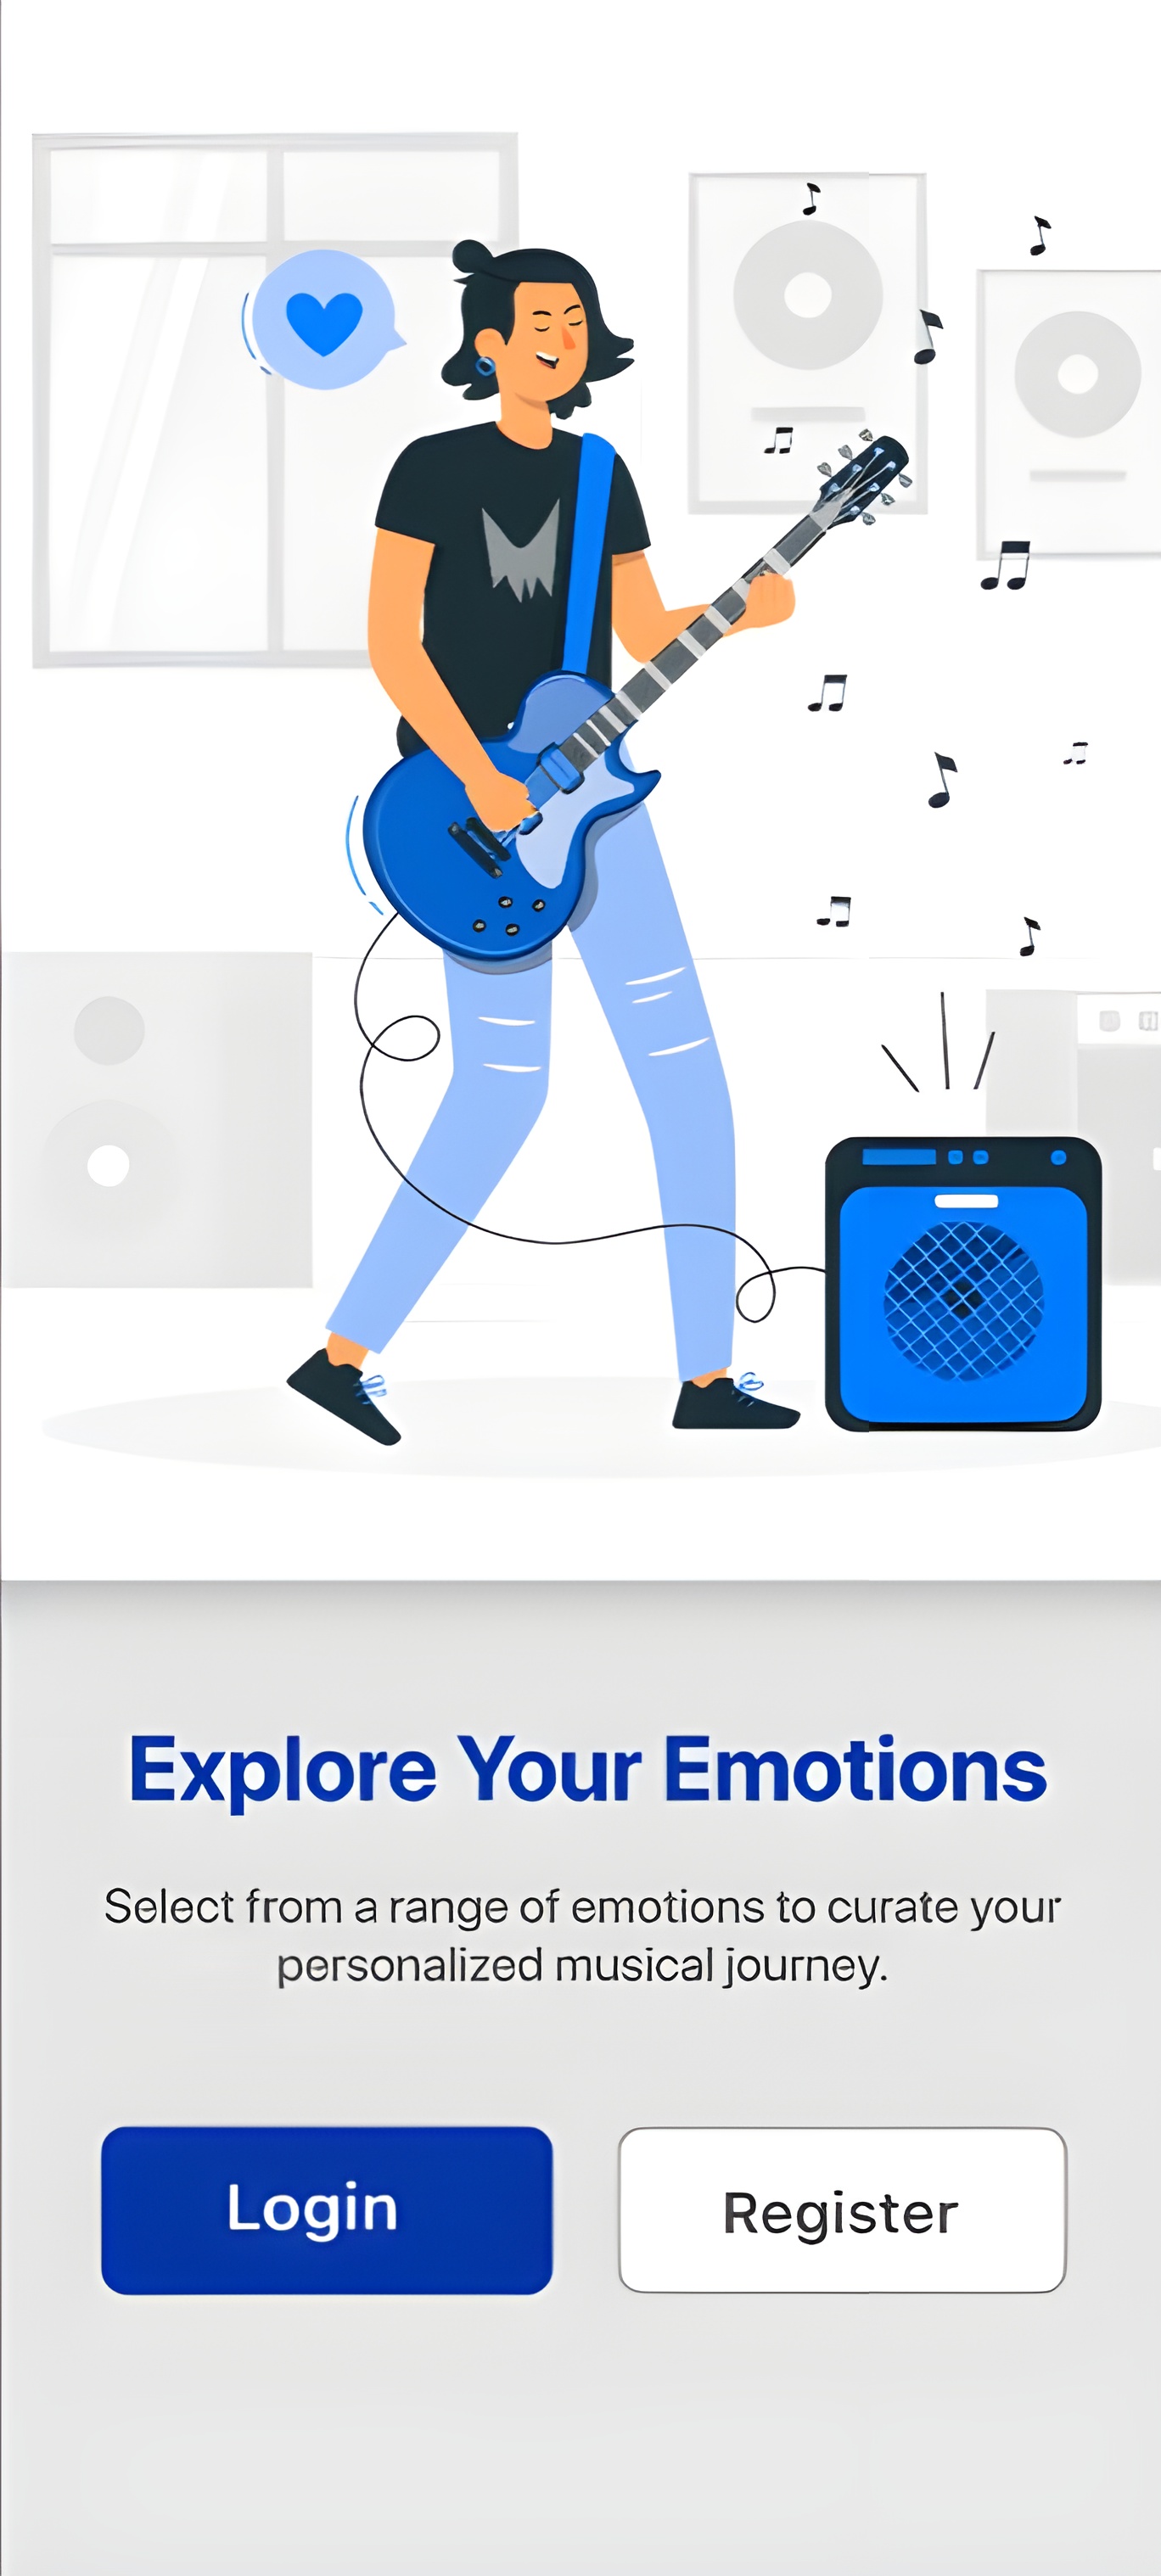 Explore Your Emotions
Select from a range of emotions to curate your
personalized musical journey.
Login
Register